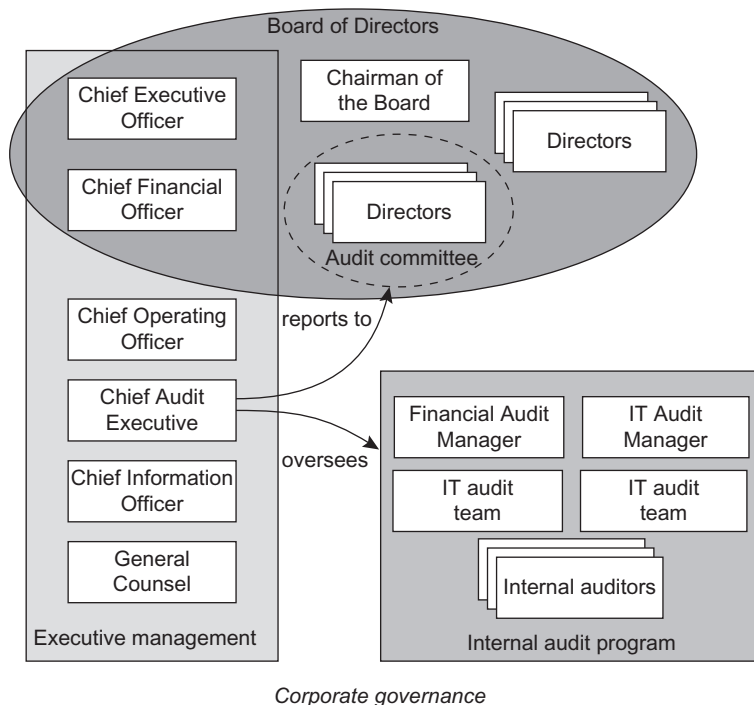 Board of Directors
Chief Executive
Officer
Chairman of
the Board
Directors
Chief Financial
Officer
Directors
Audit committee
Chief Operating
Officer
reports to
Chief Audit
Executive
oversees
Chief Information
Officer
General
Counsel
Executive management
Financial Audit
Manager
IT Audit
Manager
IT audit
team
IT audit
team
Internal auditors
Internal audit program
Corporate governance